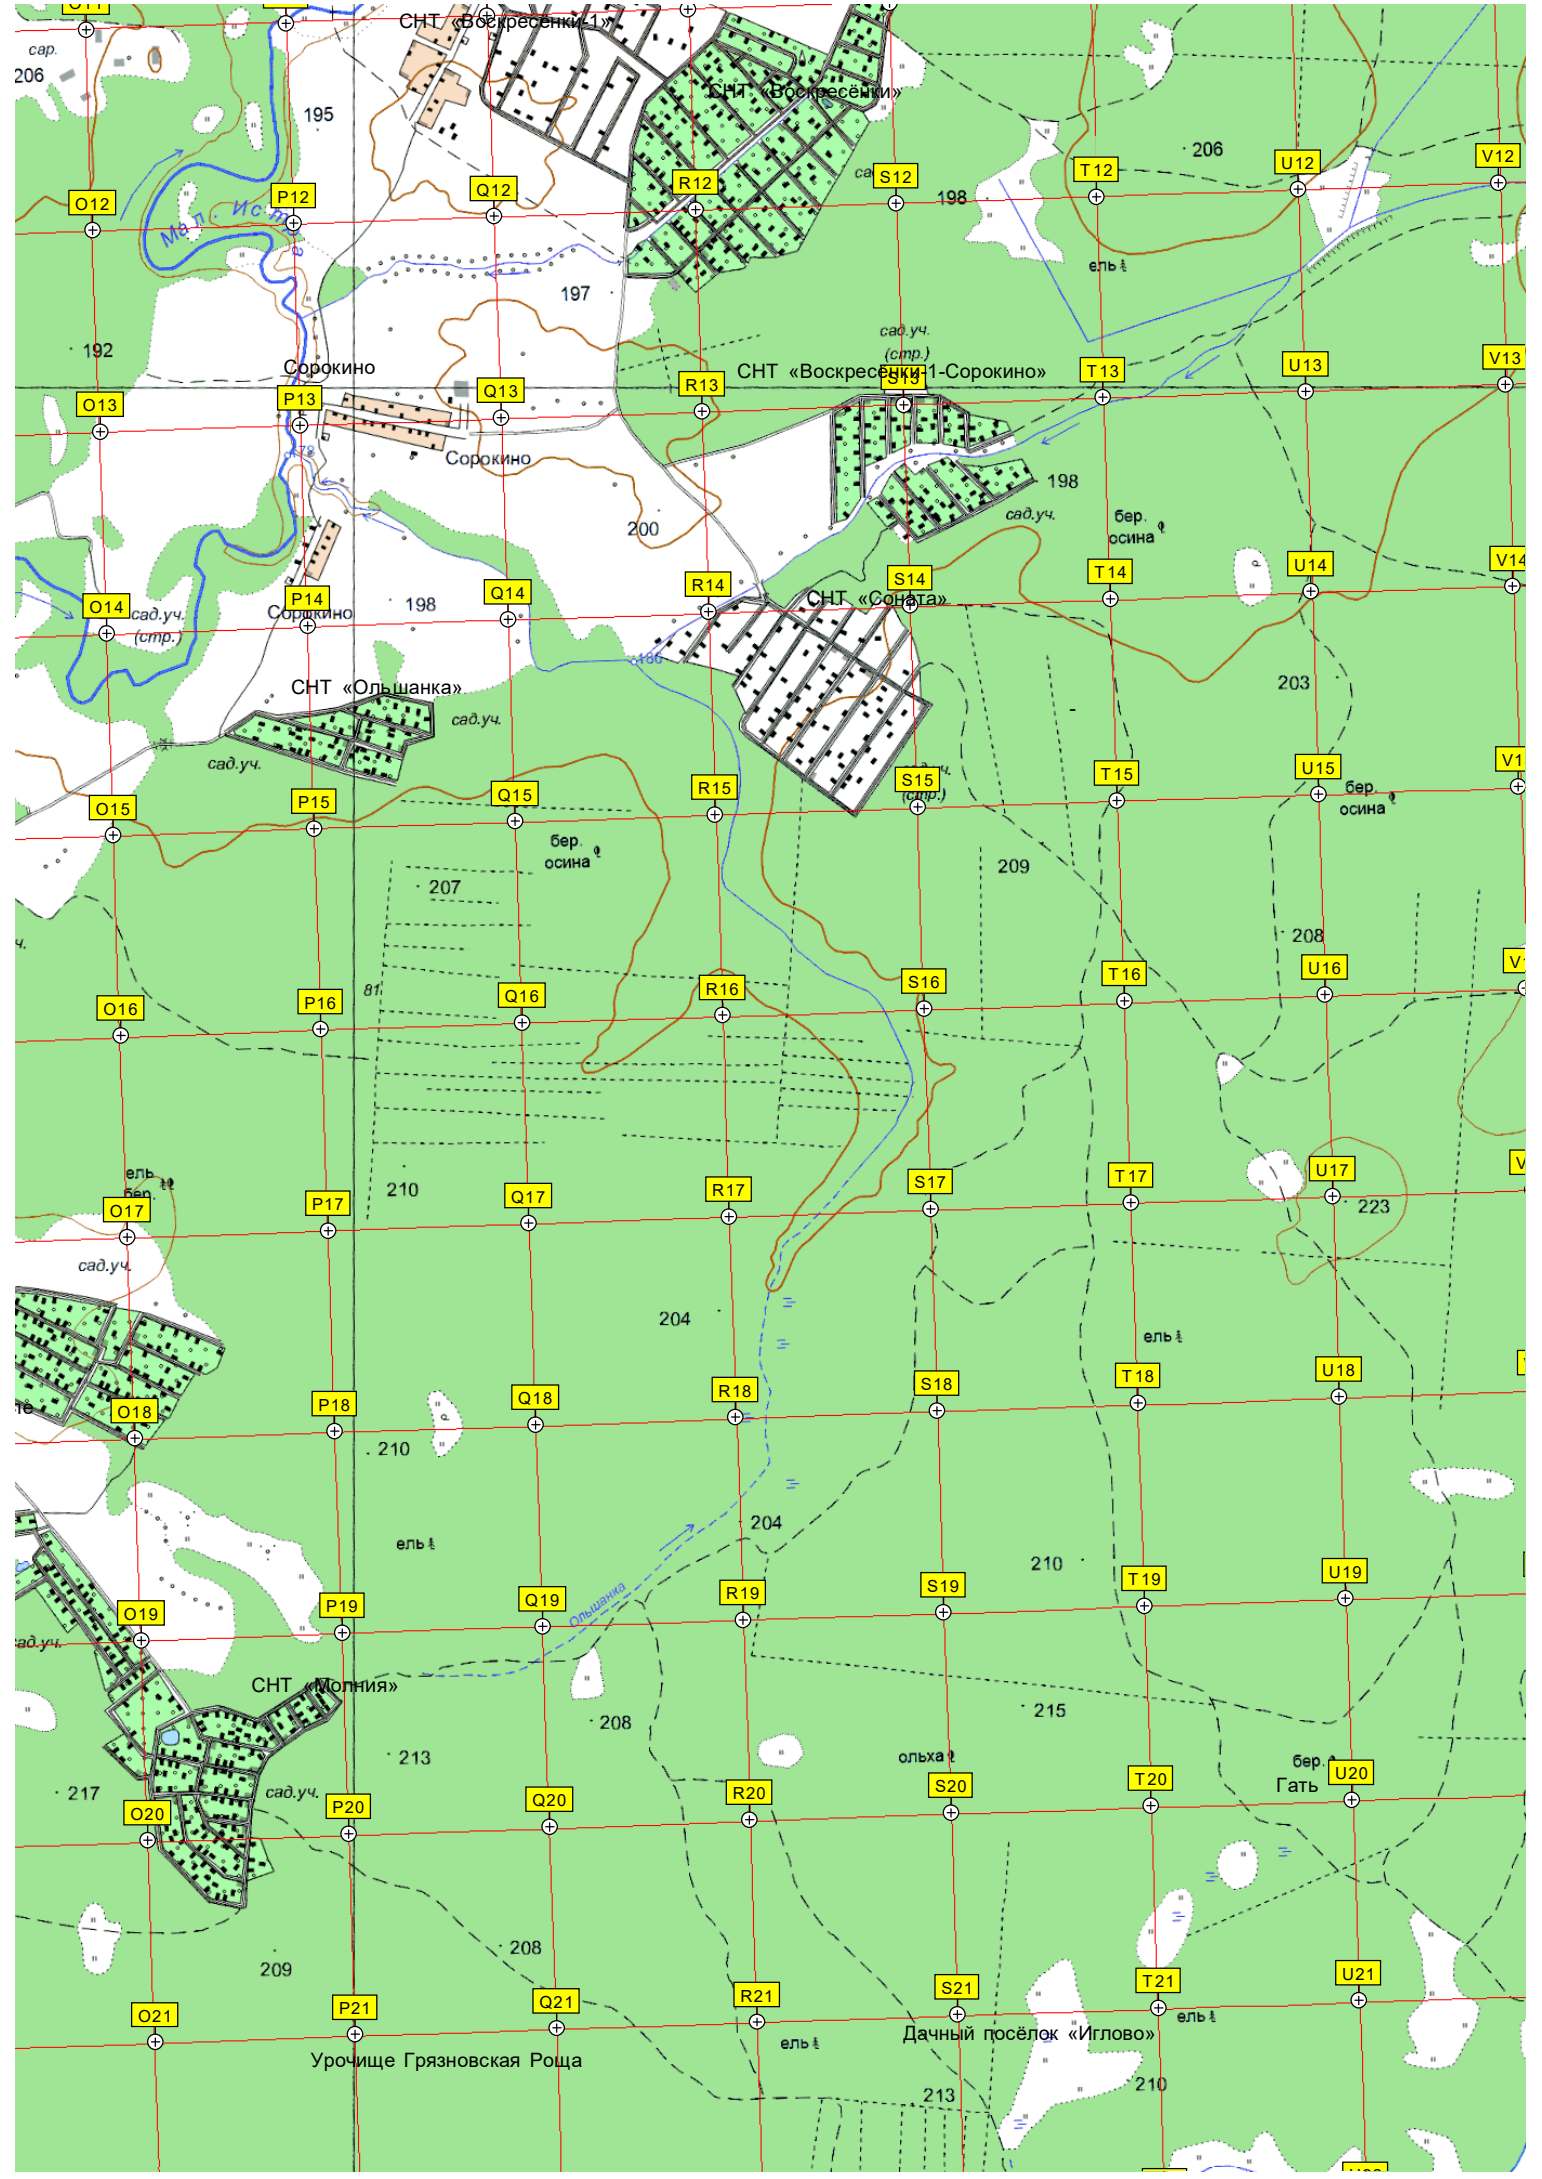 СНТ «Воскресёнки-1»
сар.
206
СНТ «Воскресёнки»
195
206
O12
P12
Q12
R12
S12
T12
U12
V12
Мал. Истра
198
ель
197
192
сад.уч.
(стр.)
Сорокино
СНТ «Воскресёнки-1-Сорокино»
O13
P13
Q13
R13
S13
T13
U13
V13
178
Сорокино
198
сад.уч.
200
бер.
осина
O14
P14
Q14
R14
S14
T14
U14
V14
сад.уч.
(стр.)
Сорокино
198
СНТ «Соната»
186
203
СНТ «Ольшанка»
сад.уч.
сад.уч.
O15
P15
Q15
R15
S15
T15
U15
(стр.)
бер.
осина
бер.
осина
207
209
208
81
O16
P16
Q16
R16
S16
T16
U16
ель
бер.
210
O17
P17
Q17
R17
S17
T17
U17
223
сад.уч.
204
ель
O18
P18
Q18
R18
S18
T18
U18
210
204
ель
210
Ольшанка
O19
P19
Q19
R19
S19
T19
U19
сад.уч.
СНТ «Молния»
208
215
213
ольха
бер.
Гать
217
сад.уч.
O20
P20
Q20
R20
S20
T20
U20
208
209
O21
P21
Q21
R21
S21
T21
U21
ель
Дачный посёлок «Иглово»
ель
Урочище Грязновская Роща
213
210